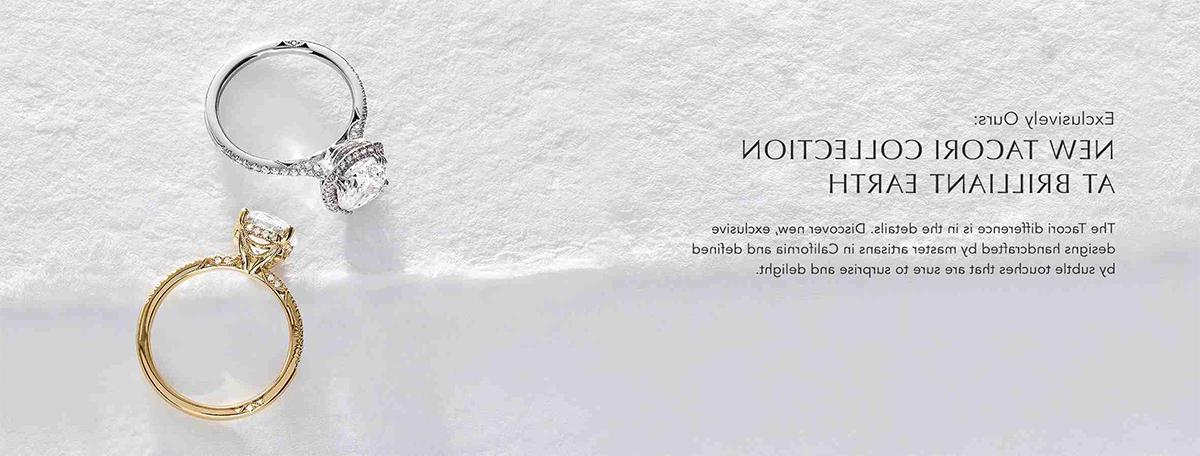 Exclusively Ours:
NEW TACORI COLLECTION
AT BRILLIANT EARTH
The Tacori difference is in the details. Discover new, exclusive
designs handcrafted by master artisans in California and defined
by subtle touches that are sure to surprise and delight.